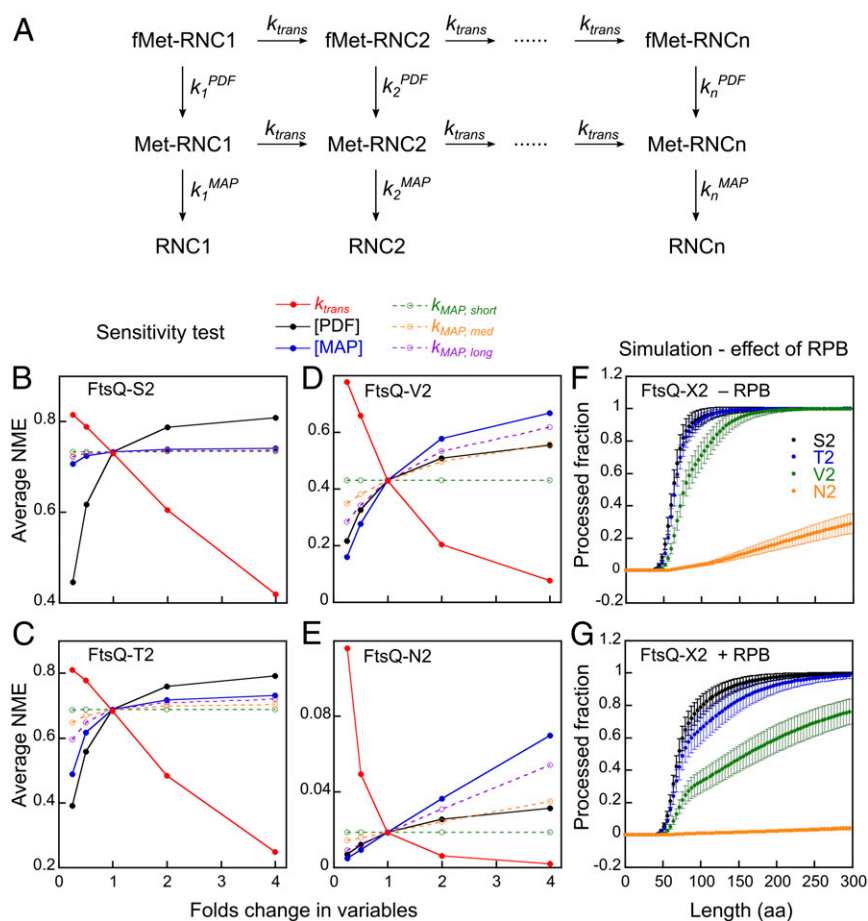 A
fMet-RNC1 k_trans fMet-RNC2 k_trans ...... k_trans fMet-RNCn
k_1^PDF k_2^PDF k_n^PDF
Met-RNC1 k_trans Met-RNC2 k_trans ...... k_trans Met-RNCn
k_1^MAP k_2^MAP k_n^MAP
RNC1 RNC2 RNCn
Sensitivity test
k_trans
[PDF]
[MAP]
k_MAP, short
k_MAP, med
k_MAP, long
Simulation - effect of RPB
B
FtsQ-S2
Average NME
0.8
0.6
0.4
D
FtsQ-V2
0.6
0.4
0.2
0
F
FtsQ-X2 – RPB
Processed fraction
1.2
1
0.8
0.6
0.4
0.2
0
-0.2
S2
T2
V2
N2
C
FtsQ-T2
Average NME
0.8
0.6
0.4
0.2
0 1 2 3 4
E
FtsQ-N2
0.08
0.04
0
0 1 2 3 4
Folds change in variables
G
FtsQ-X2 + RPB
Processed fraction
1.2
1
0.8
0.6
0.4
0.2
0
-0.2
0 50 100 150 200 250 300
Length (aa)